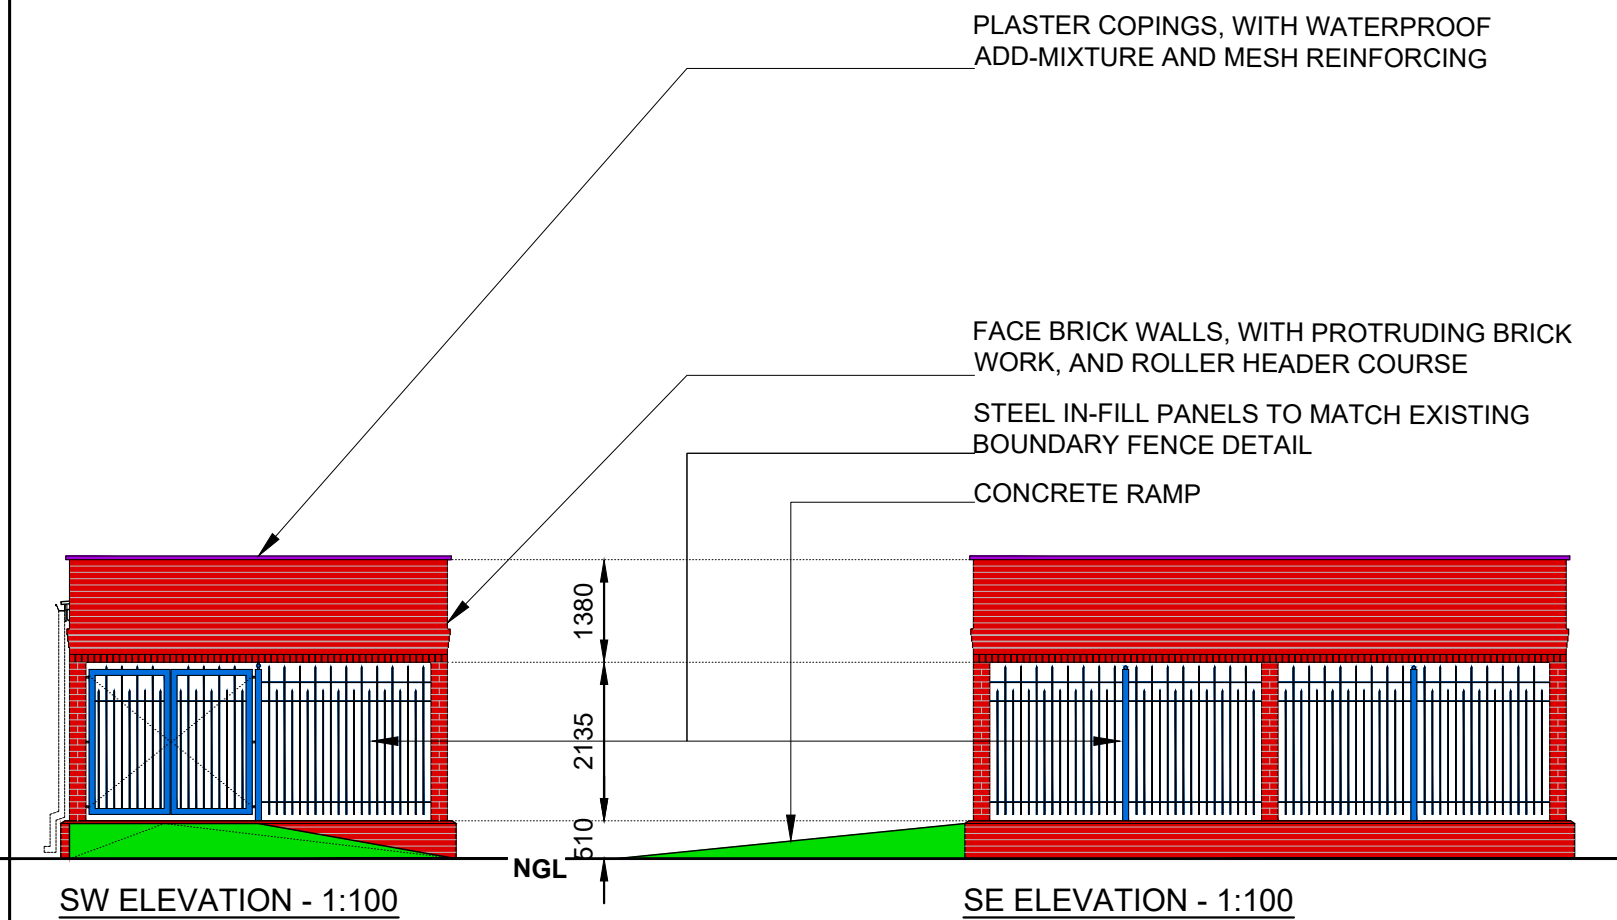 PLASTER COPINGS, WITH WATERPROOF
ADD-MIXTURE AND MESH REINFORCING
FACE BRICK WALLS, WITH PROTRUDING BRICK
WORK, AND ROLLER HEADER COURSE
STEEL IN-FILL PANELS TO MATCH EXISTING
BOUNDARY FENCE DETAIL
CONCRETE RAMP
1380
2135
510
NGL
SW ELEVATION - 1:100
SE ELEVATION - 1:100